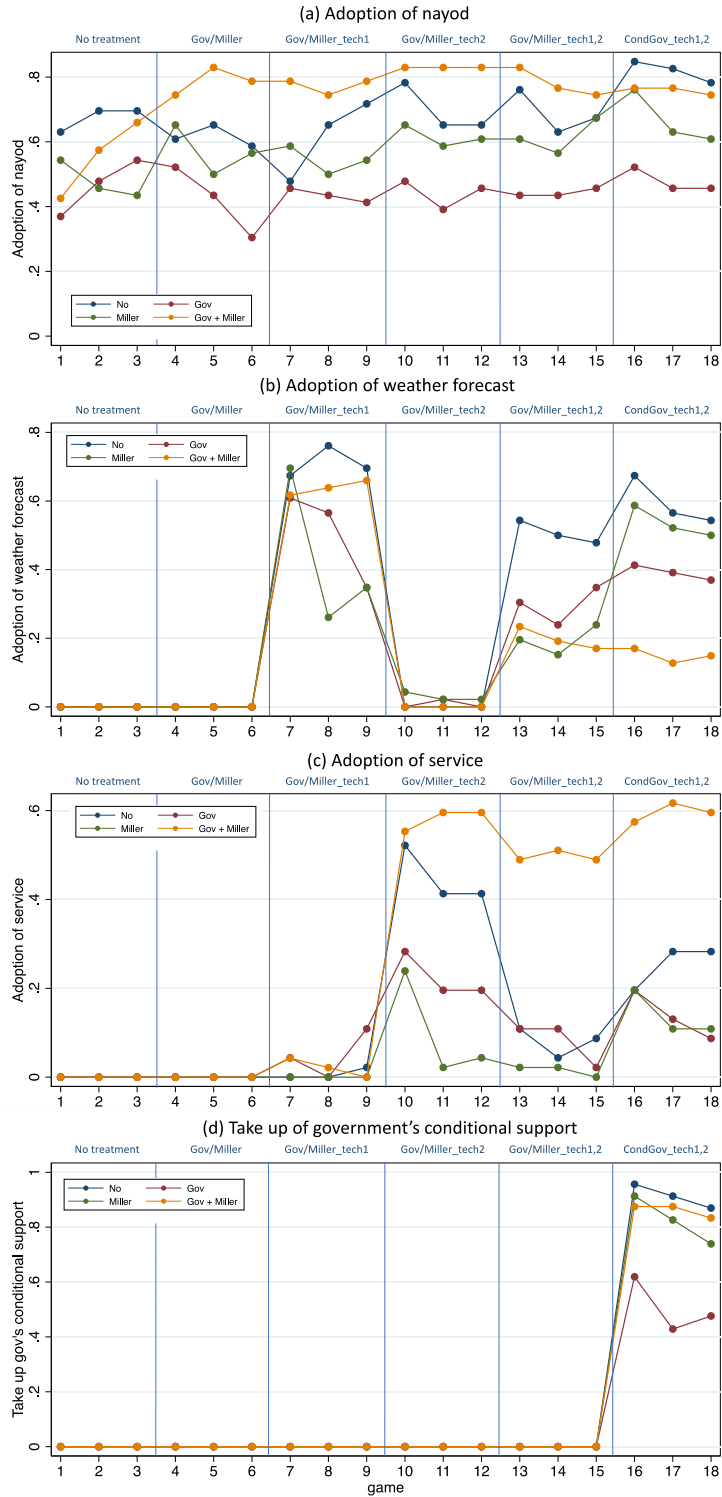 (a) Adoption of nayod
No treatment Gov/Miller Gov/Miller_tech1 Gov/Miller_tech2 Gov/Miller_tech1,2 CondGov_tech1,2
Adoption of nayod
.8
.6
.4
.2
0
No Gov
Miller Gov + Miller
1 2 3 4 5 6 7 8 9 10 11 12 13 14 15 16 17 18
(b) Adoption of weather forecast
No treatment Gov/Miller Gov/Miller_tech1 Gov/Miller_tech2 Gov/Miller_tech1,2 CondGov_tech1,2
Adoption of weather forecast
.8
.6
.4
.2
0
No Gov
Miller Gov + Miller
1 2 3 4 5 6 7 8 9 10 11 12 13 14 15 16 17 18
(c) Adoption of service
No treatment Gov/Miller Gov/Miller_tech1 Gov/Miller_tech2 Gov/Miller_tech1,2 CondGov_tech1,2
Adoption of service
.6
.4
.2
0
No Gov
Miller Gov + Miller
1 2 3 4 5 6 7 8 9 10 11 12 13 14 15 16 17 18
(d) Take up of government’s conditional support
No treatment Gov/Miller Gov/Miller_tech1 Gov/Miller_tech2 Gov/Miller_tech1,2 CondGov_tech1,2
Take up gov's conditional support
1
.8
.6
.4
.2
0
No Gov
Miller Gov + Miller
1 2 3 4 5 6 7 8 9 10 11 12 13 14 15 16 17 18
game